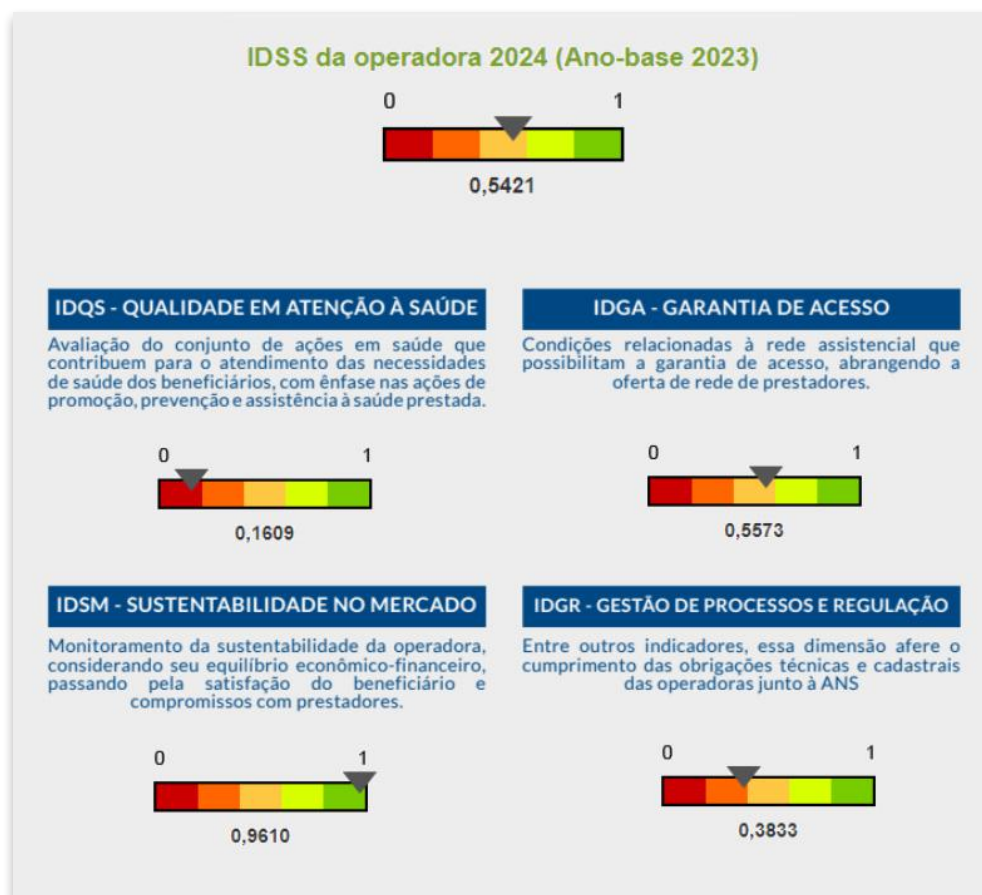 IDSS da operadora 2024 (Ano-base 2023)
0 1
0,5421
IDQS - QUALIDADE EM ATENÇÃO À SAÚDE
Avaliação do conjunto de ações em saúde que
contribuem para o atendimento das necessidades
de saúde dos beneficiários, com ênfase nas ações de
promoção, prevenção e assistência à saúde prestada.
0 1
0,1609
IDGA - GARANTIA DE ACESSO
Condições relacionadas à rede assistencial que
possibilitam a garantia de acesso, abrangendo a
oferta de rede de prestadores.
0 1
0,5573
IDSM - SUSTENTABILIDADE NO MERCADO
Monitoramento da sustentabilidade da operadora,
considerando seu equilíbrio econômico-financeiro,
passando pela satisfação do beneficiário e
compromissos com prestadores.
0 1
0,9610
IDGR - GESTÃO DE PROCESSOS E REGULAÇÃO
Entre outros indicadores, essa dimensão afere o
cumprimento das obrigações técnicas e cadastrais
das operadoras junto à ANS
0 1
0,3833